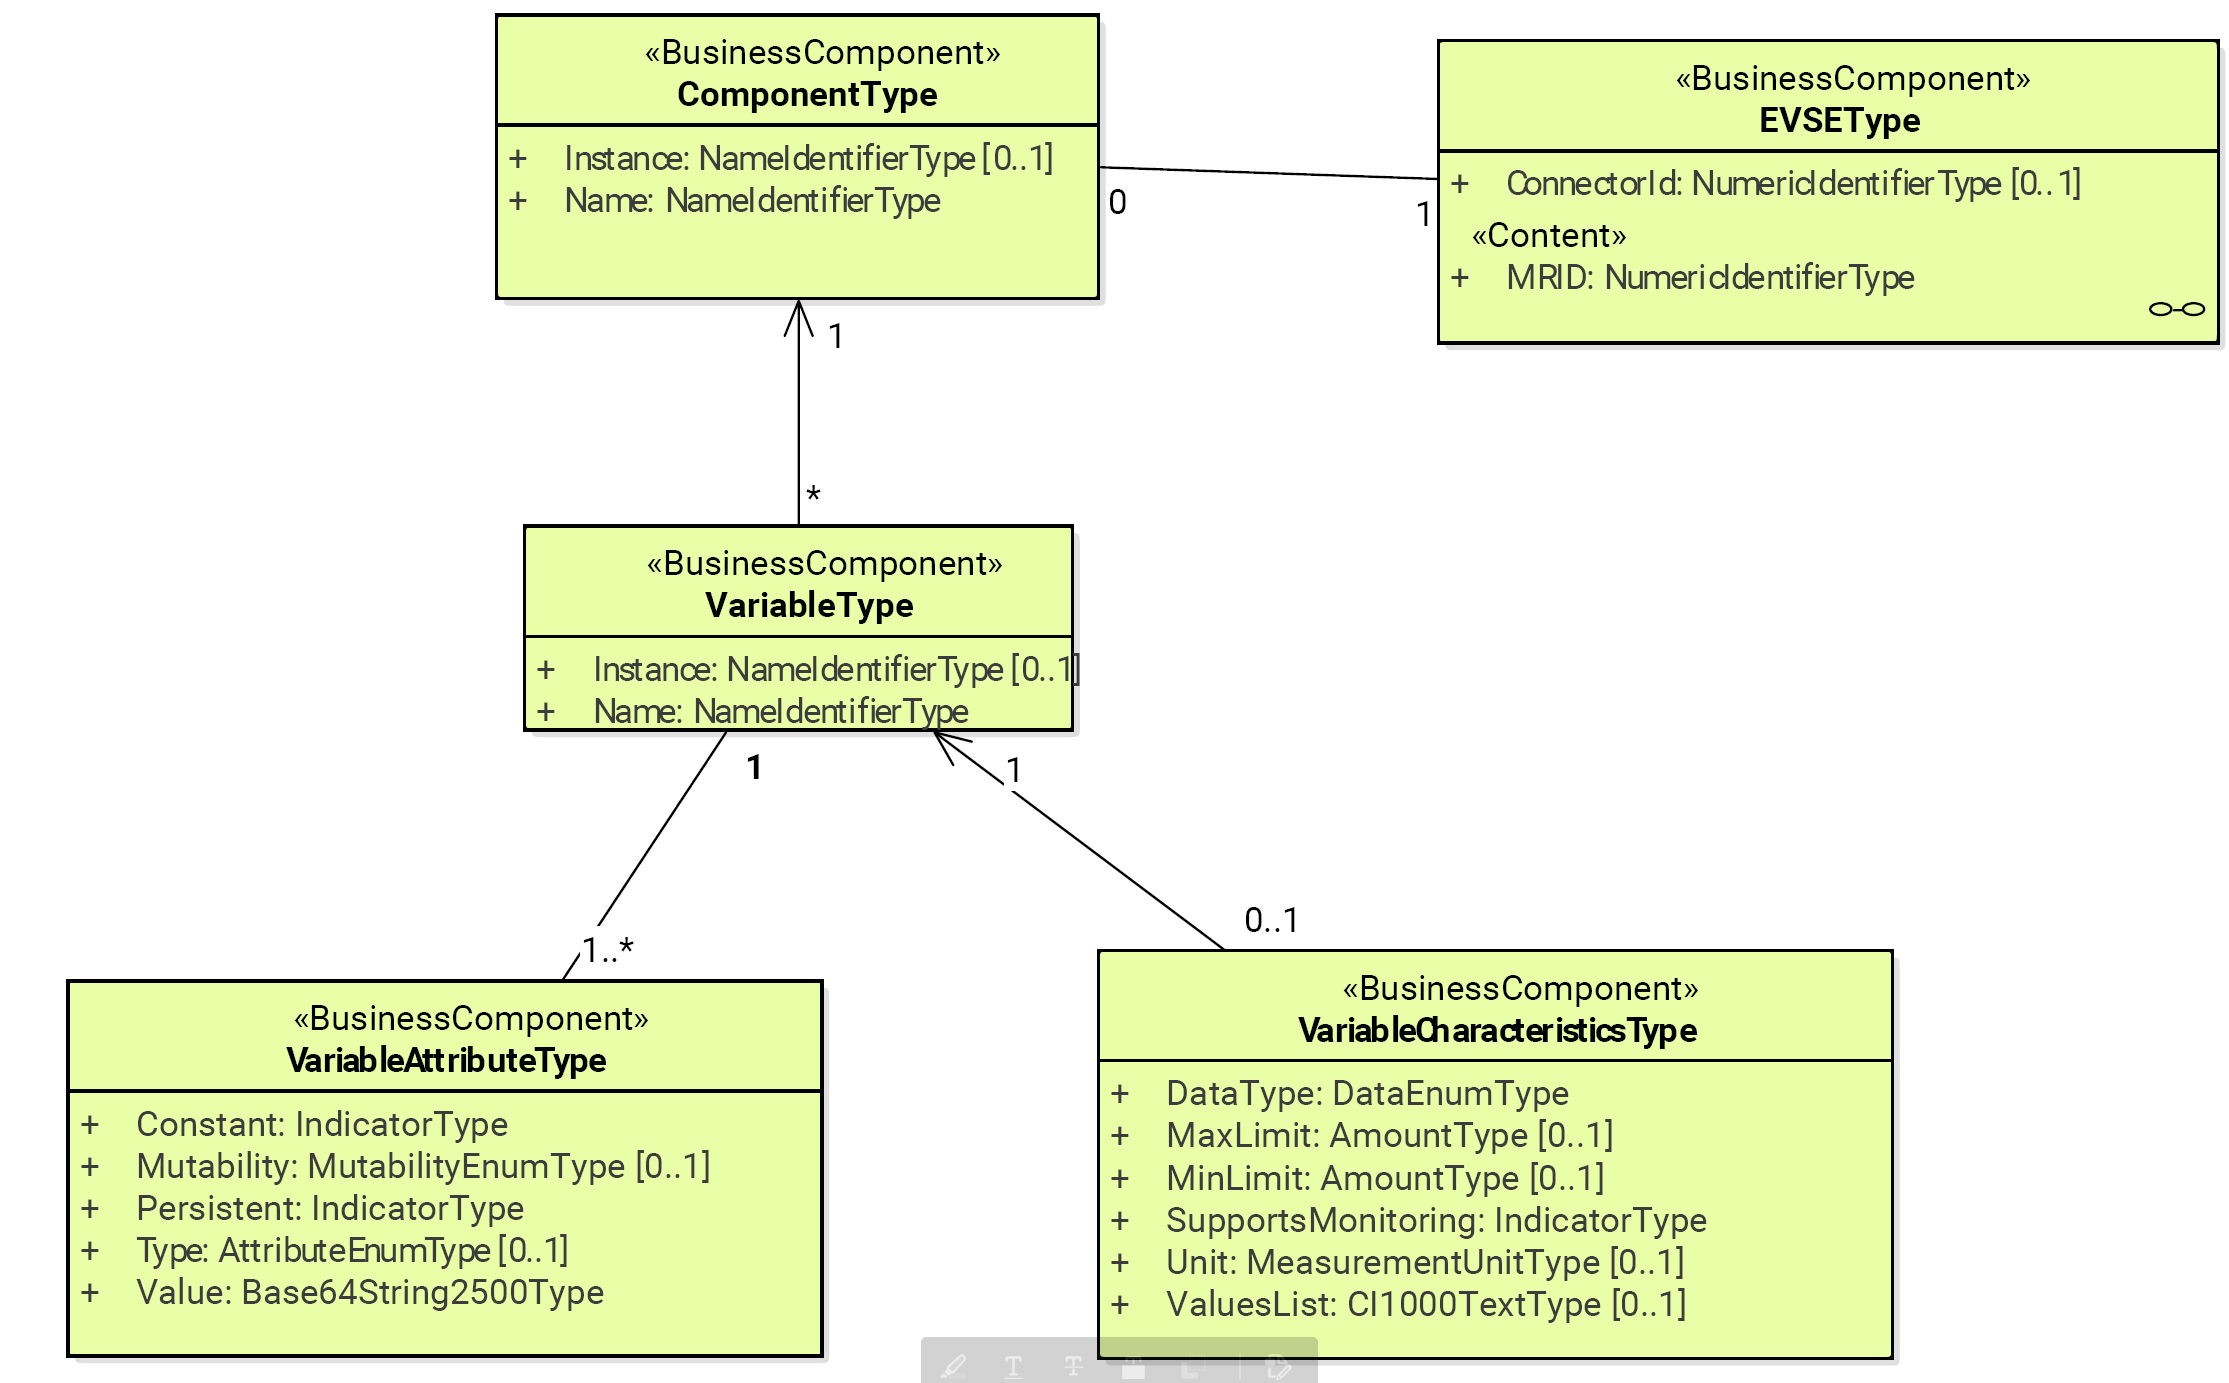 «BusinessComponent»
ComponentType
+ Instance: NameIdentifierType [0..1]
+ Name: NameIdentifierType
«BusinessComponent»
EVSEType
+ ConnectorId: NumericIdentifierType [0..1]
«Content»
+ MRID: NumericIdentifierType
0
1
1
*
«BusinessComponent»
VariableType
+ Instance: NameIdentifierType [0..1]
+ Name: NameIdentifierType
1
1
1..*
0..1
«BusinessComponent»
VariableAttributeType
+ Constant: IndicatorType
+ Mutability: MutabilityEnumType [0..1]
+ Persistent: IndicatorType
+ Type: AttributeEnumType [0..1]
+ Value: Base64String2500Type
«BusinessComponent»
VariableCharacteristicsType
+ DataType: DataEnumType
+ MaxLimit: AmountType [0..1]
+ MinLimit: AmountType [0..1]
+ SupportsMonitoring: IndicatorType
+ Unit: MeasurementUnitType [0..1]
+ ValuesList: CI1000TextType [0..1]